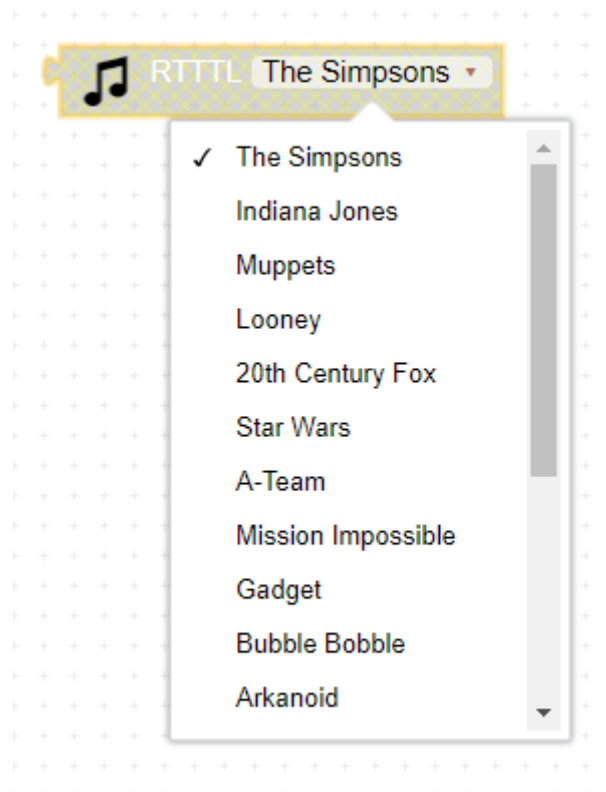 RTTTL The Simpsons
The Simpsons
Indiana Jones
Muppets
Looney
20th Century Fox
Star Wars
A-Team
Mission Impossible
Gadget
Bubble Bobble
Arkanoid